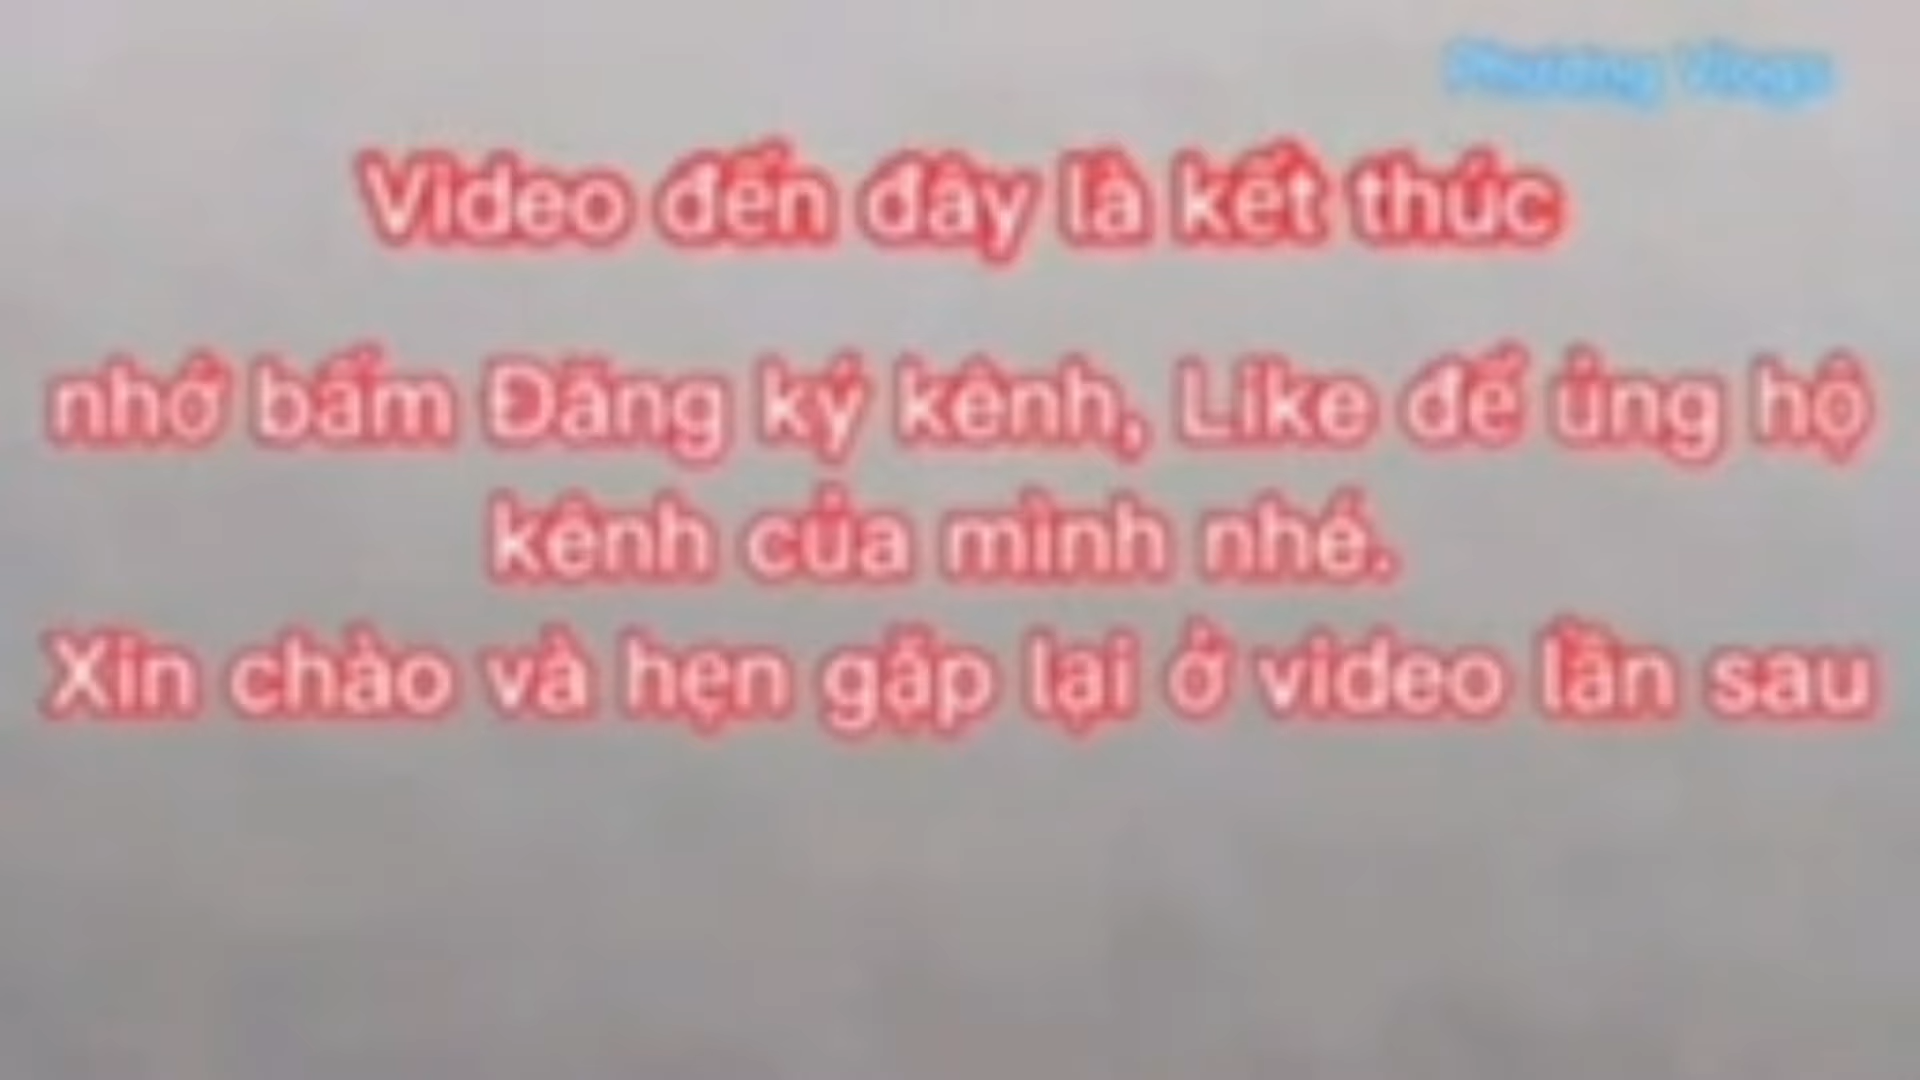 Video đến đây là kết thúc
nhớ bấm Đăng ký kênh, Like để ủng hộ
kênh của mình nhé.
Xin chào và hẹn gặp lại ở video lần sau